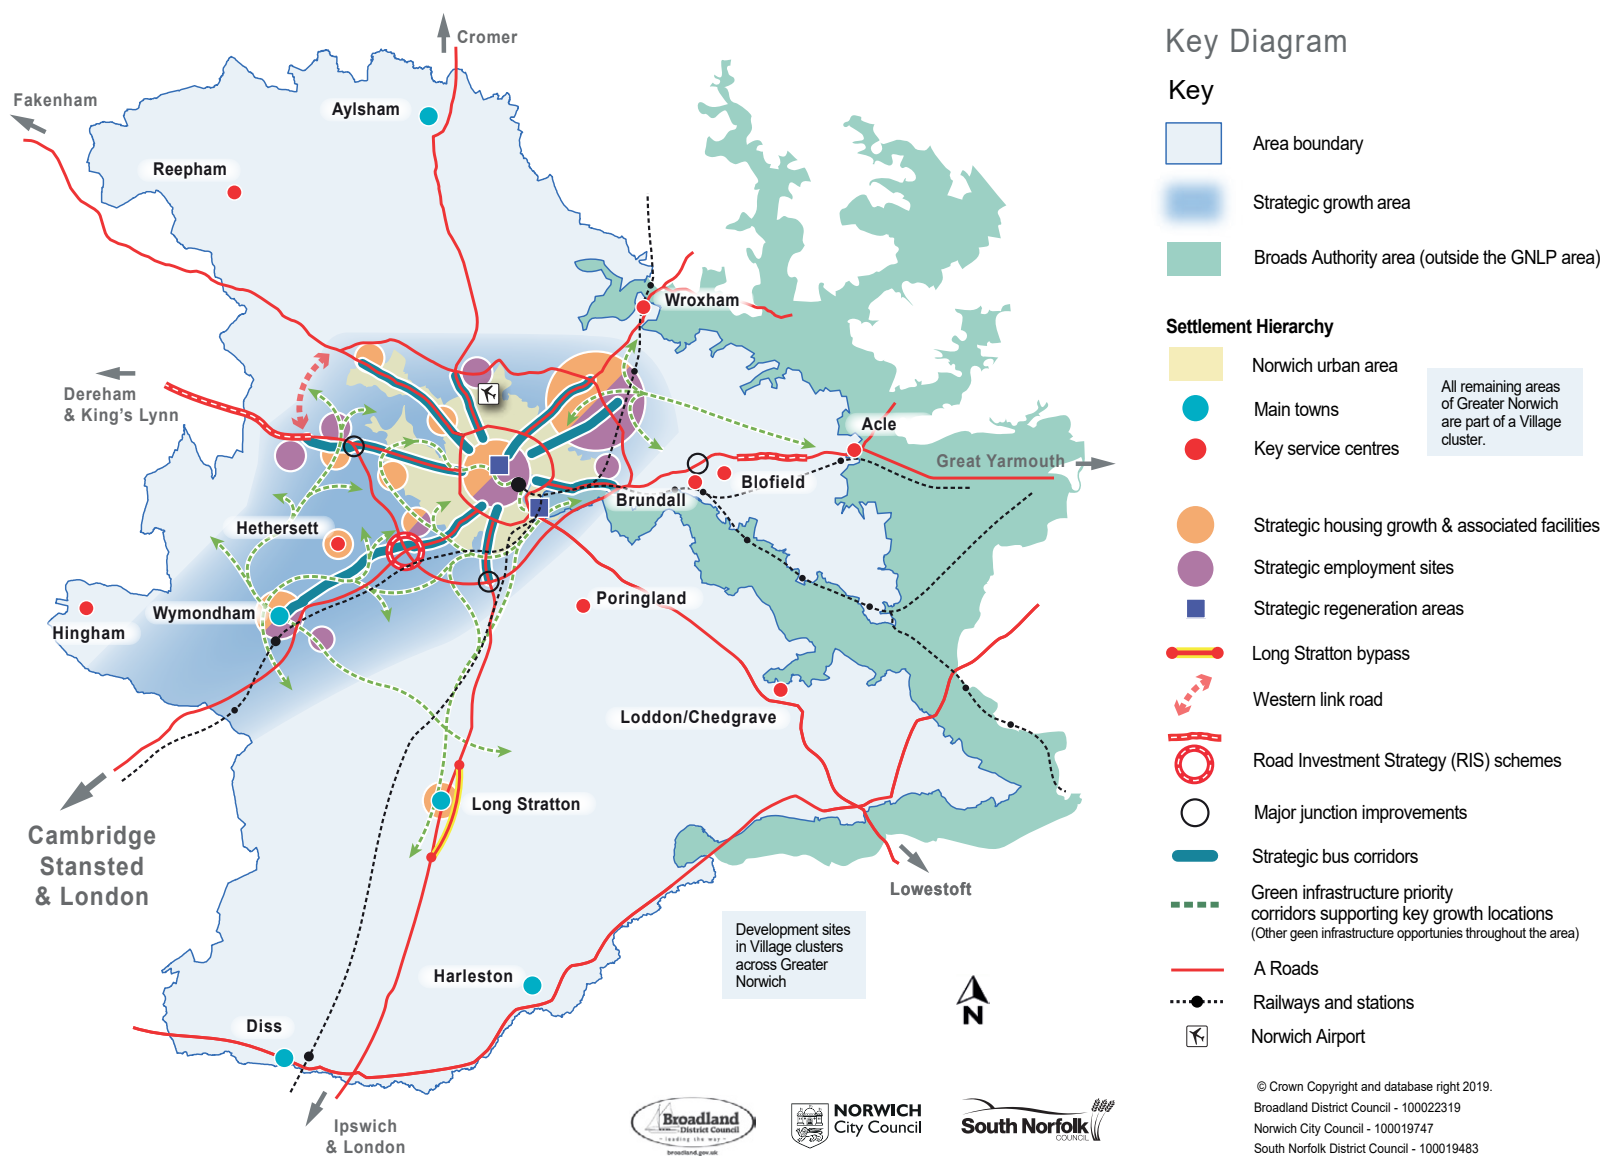 Key Diagram
Key
Area boundary
Strategic growth area
Broads Authority area (outside the GNLP area)
Settlement Hierarchy
Norwich urban area
Main towns
Key service centres
All remaining areas
of Greater Norwich
are part of a Village
cluster.
Strategic housing growth & associated facilities
Strategic employment sites
Strategic regeneration areas
Long Stratton bypass
Western link road
Road Investment Strategy (RIS) schemes
Major junction improvements
Strategic bus corridors
Green infrastructure priority
corridors supporting key growth locations
(Other geen infrastructure opportunies throughout the area)
A Roads
Railways and stations
Norwich Airport
© Crown Copyright and database right 2019.
Broadland District Council - 100022319
Norwich City Council - 100019747
South Norfolk District Council - 100019483
Cromer
Fakenham
Aylsham
Reepham
Wroxham
Dereham
& King's Lynn
Acle
Great Yarmouth
Blofield
Brundall
Hethersett
Wymondham
Hingham
Poringland
Loddon/Chedgrave
Long Stratton
Cambridge
Stansted
& London
Lowestoft
Development sites
in Village clusters
across Greater
Norwich
Harleston
Diss
N
Ipswich
& London
Broadland
District Council
- leading the way -
broadland.gov.uk
NORWICH
City Council
South Norfolk
COUNCIL